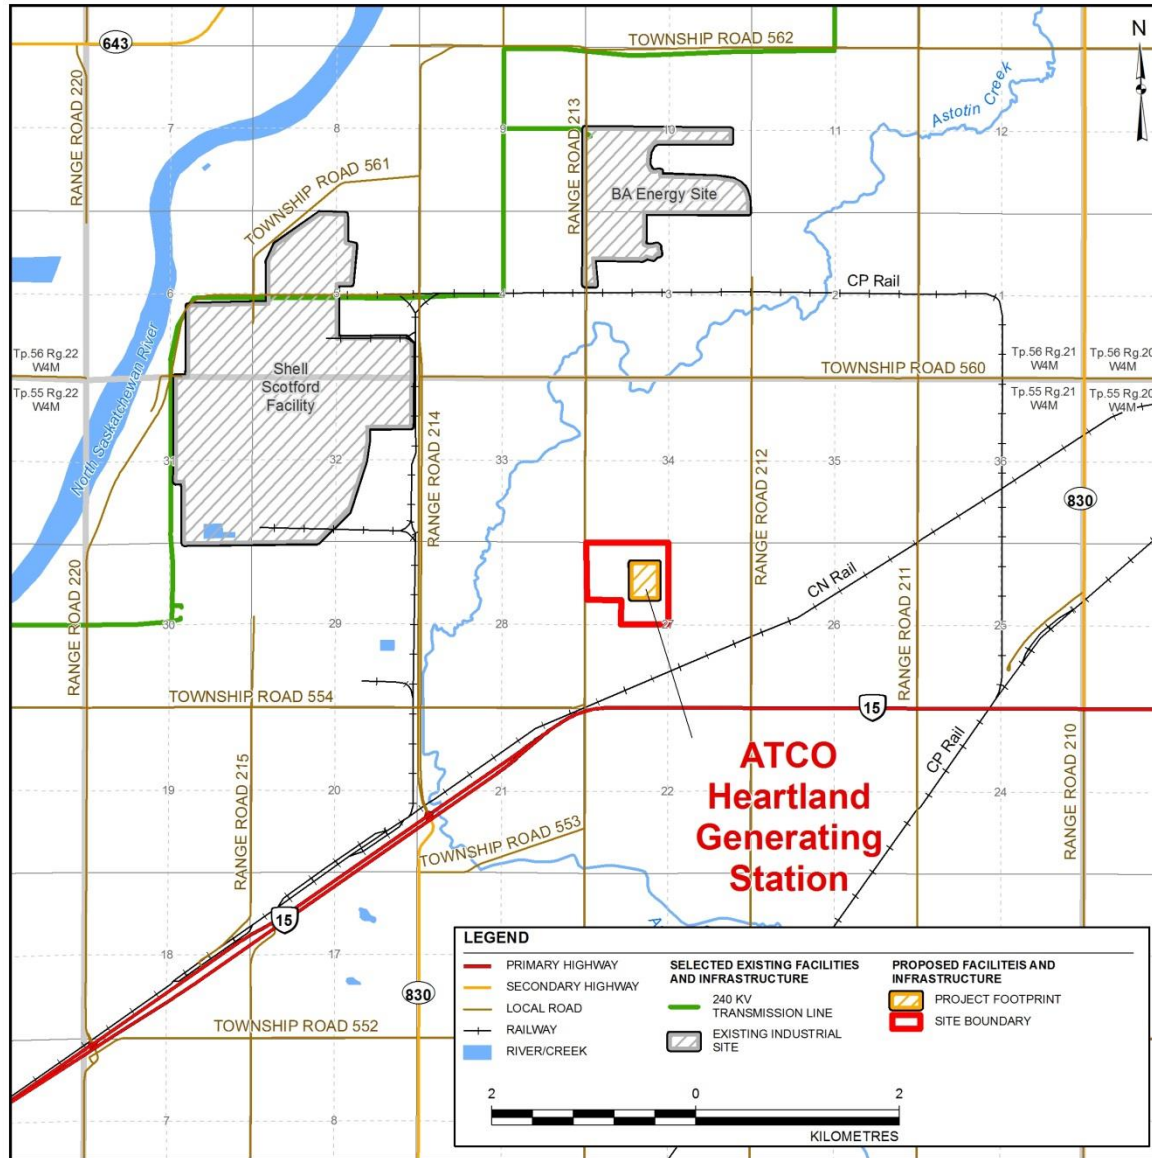 643
TOWNSHIP ROAD 562
N
RANGE ROAD 220
RANGE ROAD 213
Astotin Creek
7
8
9
10
11
12
TOWNSHIP ROAD 561
BA Energy Site
CP Rail
6
5
4
3
2
North Saskatchewan River
Tp.56 Rg.22
W4M
Tp.55 Rg.22
W4M
Shell
Scotford
Facility
TOWNSHIP ROAD 560
Tp.56 Rg.21
W4M
Tp.56 Rg.20
W4M
Tp.55 Rg.21
W4M
Tp.55 Rg.20
W4M
RANGE ROAD 214
RANGE ROAD 212
31
32
33
34
35
36
830
CN Rail
RANGE ROAD 211
RANGE ROAD 220
30
29
28
27
26
25
TOWNSHIP ROAD 554
15
CP Rail
RANGE ROAD 210
ATCO
Heartland
Generating
Station
19
20
21
22
24
RANGE ROAD 215
TOWNSHIP ROAD 553
15
18
17
830
TOWNSHIP ROAD 552
7
8
LEGEND
PRIMARY HIGHWAY
SECONDARY HIGHWAY
LOCAL ROAD
RAILWAY
RIVER/CREEK
SELECTED EXISTING FACILITIES
AND INFRASTRUCTURE
240 KV
TRANSMISSION LINE
EXISTING INDUSTRIAL
SITE
PROPOSED FACILITEIS AND
INFRASTRUCTURE
PROJECT FOOTPRINT
SITE BOUNDARY
2 0 2
KILOMETRES